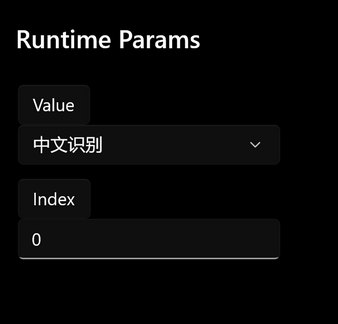 Runtime Params
Value
中文识别
Index
0